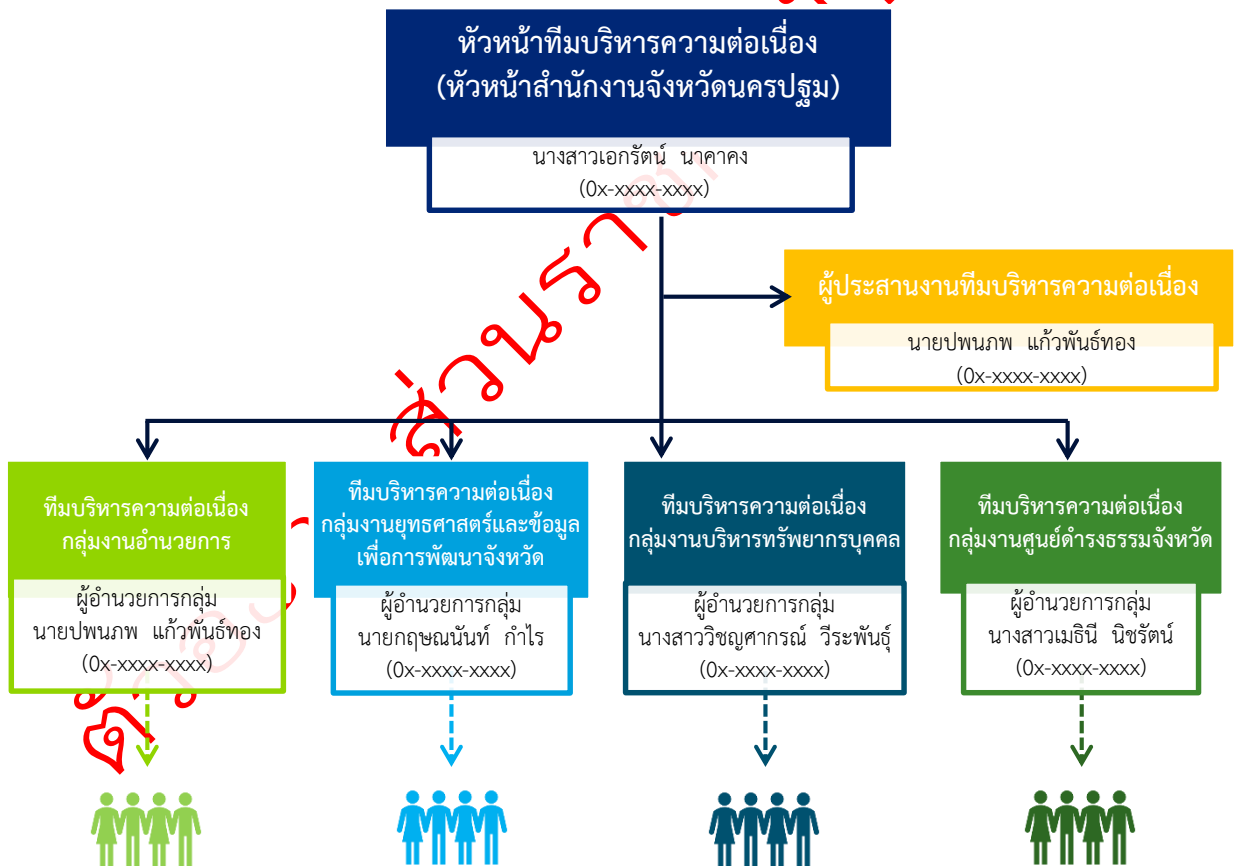 หัวหน้าทีมบริหารความต่อเนื่อง
(หัวหน้าสำนักงานจังหวัดนครปฐม)
นางสาวเอกรัตน์ นาคาคง
(0x-xxxx-xxxx)
ผู้ประสานงานทีมบริหารความต่อเนื่อง
นายปพนภพ แก้วพันธ์ทอง
(0x-xxxx-xxxx)
ทีมบริหารความต่อเนื่อง
กลุ่มงานอำนวยการ
ผู้อำนวยการกลุ่ม
นายปพนภพ แก้วพันธ์ทอง
(0x-xxxx-xxxx)
ทีมบริหารความต่อเนื่อง
กลุ่มงานยุทธศาสตร์และข้อมูล
เพื่อการพัฒนาจังหวัด
ผู้อำนวยการกลุ่ม
นายกฤษณนันท์ กำไร
(0x-xxxx-xxxx)
ทีมบริหารความต่อเนื่อง
กลุ่มงานบริหารทรัพยากรบุคคล
ผู้อำนวยการกลุ่ม
นางสาววิชญศากรณ์ วีระพันธุ์
(0x-xxxx-xxxx)
ทีมบริหารความต่อเนื่อง
กลุ่มงานศูนย์ดำรงธรรมจังหวัด
ผู้อำนวยการกลุ่ม
นางสาวเมธินี นิชรัตน์
(0x-xxxx-xxxx)